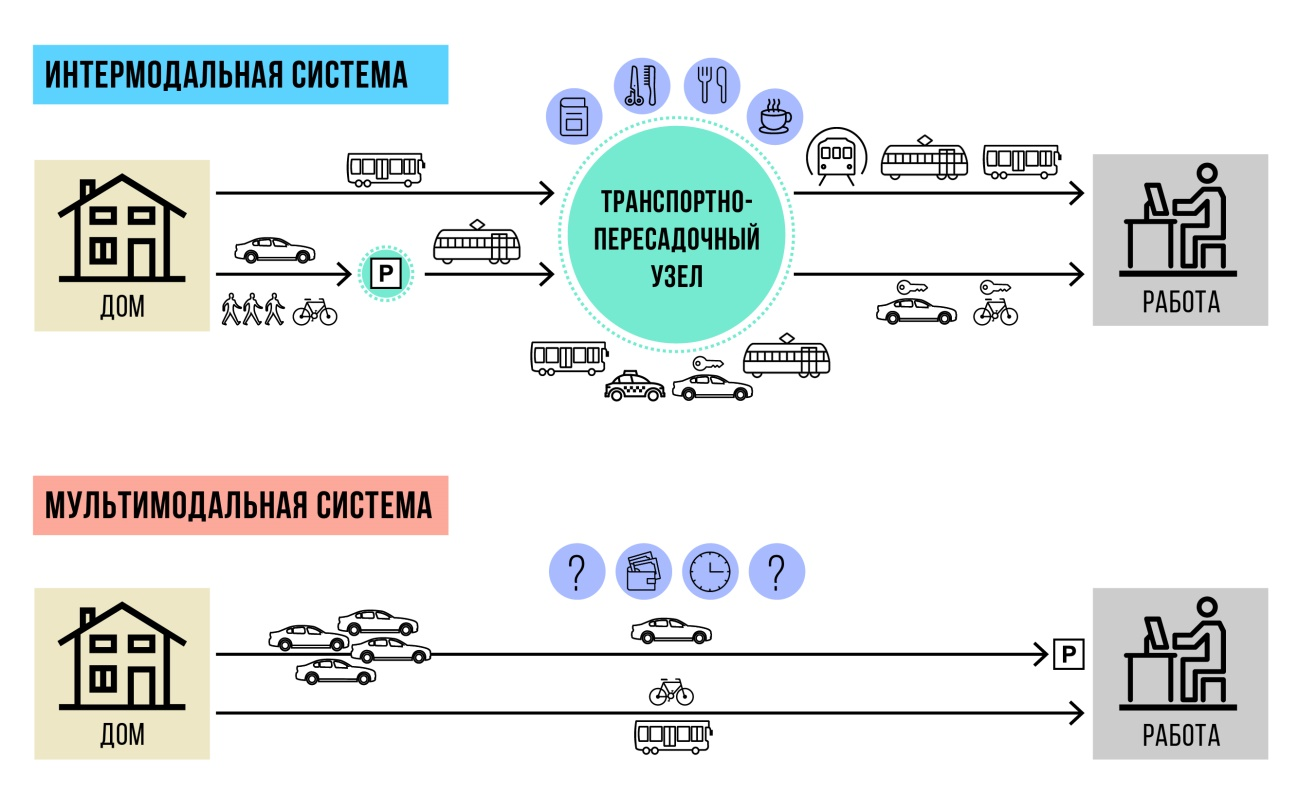 ИНТЕРМОДАЛЬНАЯ СИСТЕМА
ТРАНСПОРТНО-
ПЕРЕСАДОЧНЫЙ
УЗЕЛ
P
ДОМ
РАБОТА
МУЛЬТИМОДАЛЬНАЯ СИСТЕМА
? ?
P
ДОМ
РАБОТА